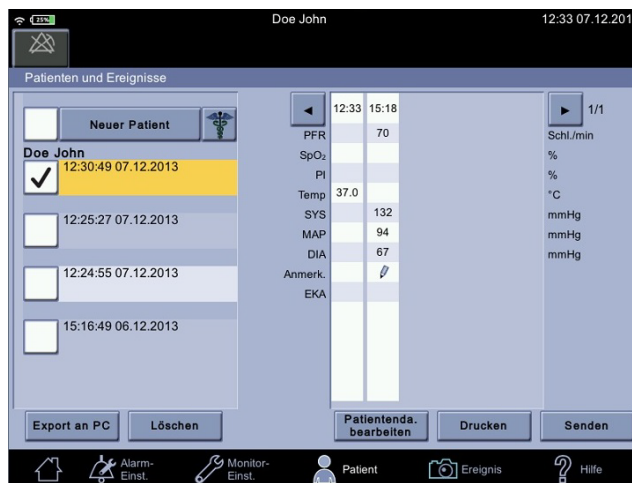 25%
Doe John
12:33 07.12.201
Patienten und Ereignisse
Neuer Patient
Doe John
12:30:49 07.12.2013
12:25:27 07.12.2013
12:24:55 07.12.2013
15:16:49 06.12.2013
12:33 15:18
1/1
PFR 70 Schl./min
SpO₂ %
PI %
Temp 37.0 °C
SYS 132 mmHg
MAP 94 mmHg
DIA 67 mmHg
Anmerk.
EKA
Export an PC
Löschen
Patientenda.
bearbeiten
Drucken
Senden
Alarm-
Einst.
Monitor-
Einst.
Patient
Ereignis
Hilfe